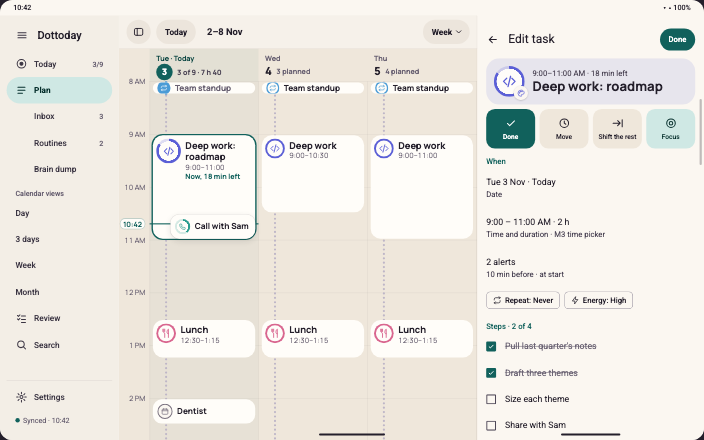 10:42
100%
Dottoday
Today 3/9
Plan
Inbox 3
Routines 2
Brain dump
Calendar views
Day
3 days
Week
Month
Review
Search
Settings
Synced · 10:42
Today
2–8 Nov
Week
Tue · Today
3 3 of 9 · 7 h 40
Wed
4 3 planned
Thu
5 4 planned
8 AM
9 AM
10 AM
10:42
11 AM
12 PM
1 PM
2 PM
Team standup
Deep work: roadmap
9:00–11:00
Now, 18 min left
Call with Sam
Lunch
12:30–1:15
Dentist
Team standup
Deep work
9:00–10:30
Lunch
12:30–1:15
Team standup
Deep work
9:00–11:00
Lunch
12:30–1:15
Edit task
Done
9:00–11:00 AM · 18 min left
Deep work: roadmap
Done
Move
Shift the rest
Focus
When
Tue 3 Nov · Today
Date
9:00 – 11:00 AM · 2 h
Time and duration · M3 time picker
2 alerts
10 min before · at start
Repeat: Never
Energy: High
Steps · 2 of 4
Pull last quarter's notes
Draft three themes
Size each theme
Share with Sam